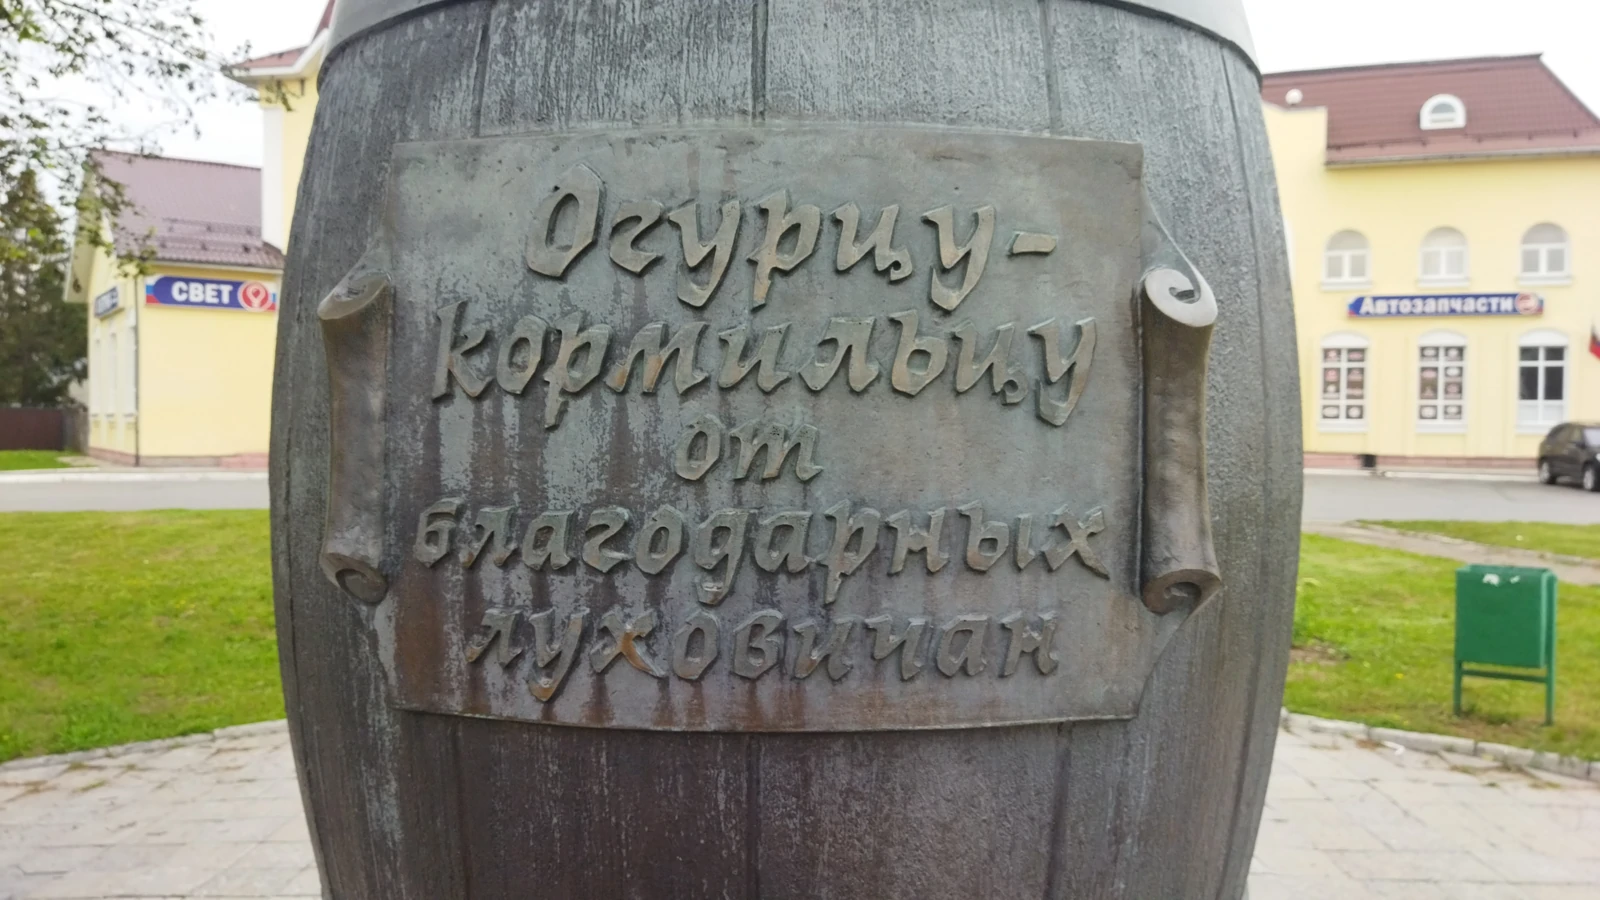 Огурцу-
кормильцу
от
благодарных
луховичан
СВЕТ
Автозапчасти